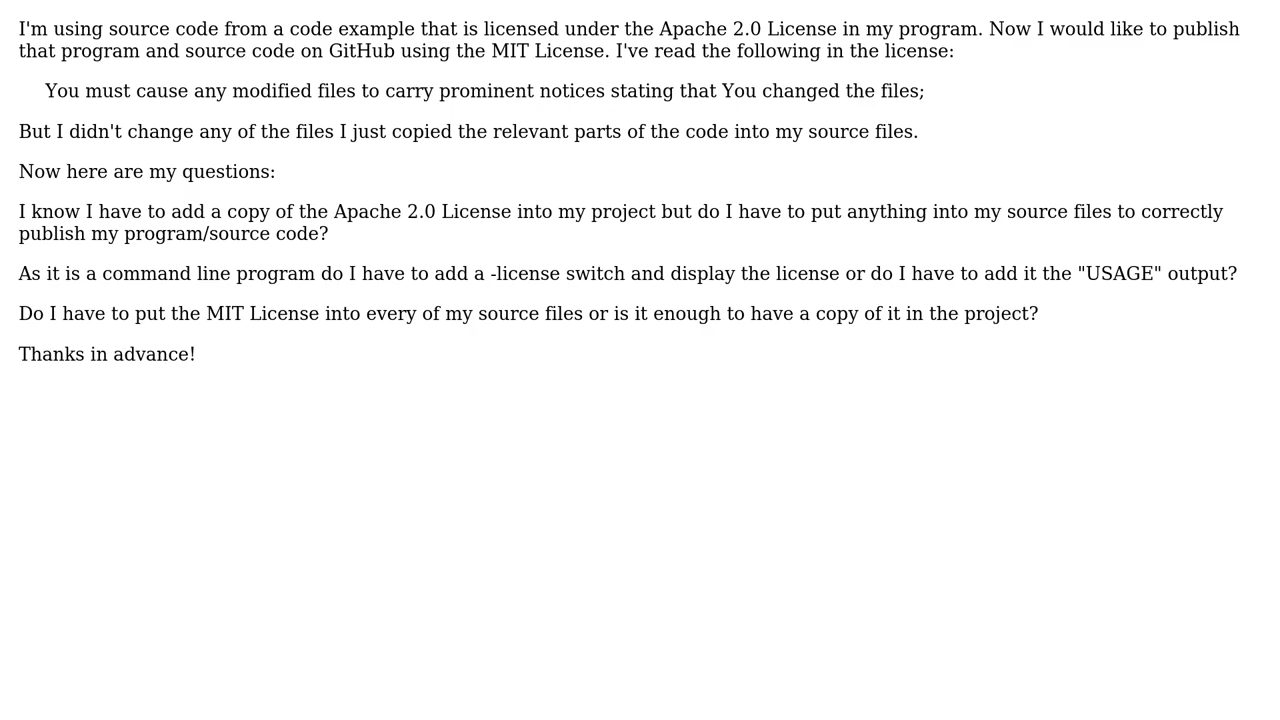 I'm using source code from a code example that is licensed under the Apache 2.0 License in my program. Now I would like to publish
that program and source code on GitHub using the MIT License. I've read the following in the license:
You must cause any modified files to carry prominent notices stating that You changed the files;
But I didn't change any of the files I just copied the relevant parts of the code into my source files.
Now here are my questions:
I know I have to add a copy of the Apache 2.0 License into my project but do I have to put anything into my source files to correctly
publish my program/source code?
As it is a command line program do I have to add a -license switch and display the license or do I have to add it the "USAGE" output?
Do I have to put the MIT License into every of my source files or is it enough to have a copy of it in the project?
Thanks in advance!